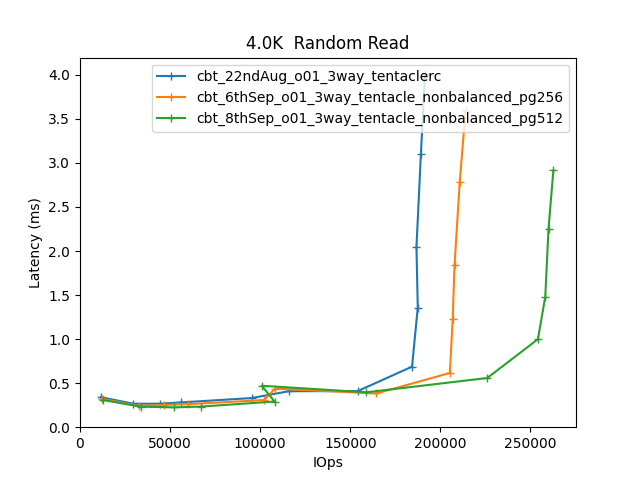 4.0K  Random Read
cbt_22ndAug_o01_3way_tentaclerc
cbt_6thSep_o01_3way_tentacle_nonbalanced_pg256
cbt_8thSep_o01_3way_tentacle_nonbalanced_pg512
Latency (ms)
4.0
3.5
3.0
2.5
2.0
1.5
1.0
0.5
0.0
0 50000 100000 150000 200000 250000
IOps